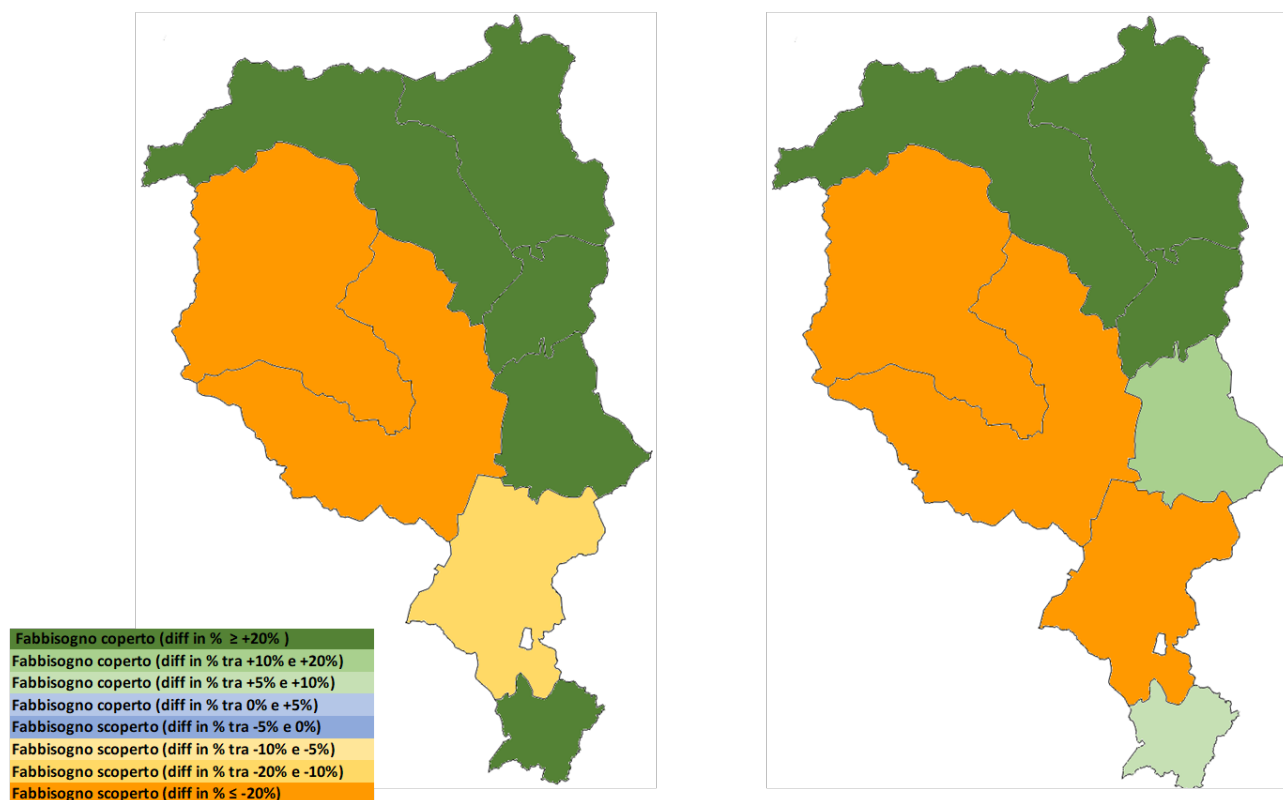 Fabbisogno coperto (diff in % ≥ +20% )
Fabbisogno coperto (diff in % tra +10% e +20%)
Fabbisogno coperto (diff in % tra +5% e +10%)
Fabbisogno coperto (diff in % tra 0% e +5%)
Fabbisogno scoperto (diff in % tra -5% e 0%)
Fabbisogno scoperto (diff in % tra -10% e -5%)
Fabbisogno scoperto (diff in % tra -20% e -10%)
Fabbisogno scoperto (diff in % ≤ -20%)